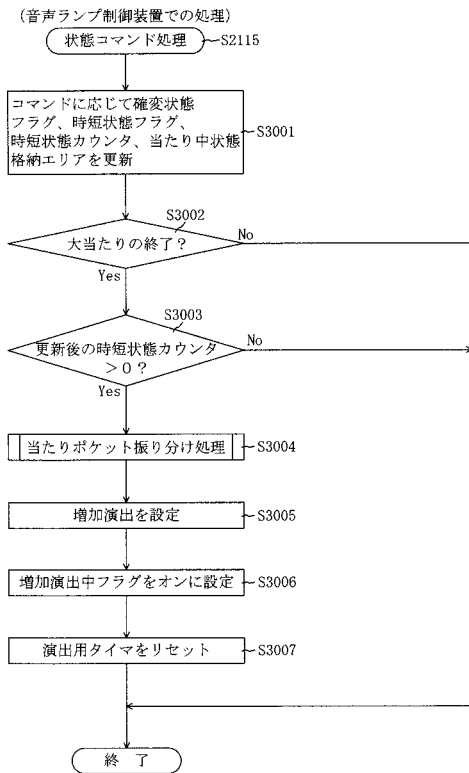 (音声ランプ制御装置での処理)
状態コマンド処理
S2115
コマンドに応じて確変状態
フラグ、時短状態フラグ、
時短状態カウンタ、当たり中状態
格納エリアを更新
S3001
S3002
大当たりの終了?
No
Yes
S3003
更新後の時短状態カウンタ
>0?
No
Yes
当たりポケット振り分け処理
S3004
増加演出を設定
S3005
増加演出中フラグをオンに設定
S3006
演出用タイマをリセット
S3007
終 了